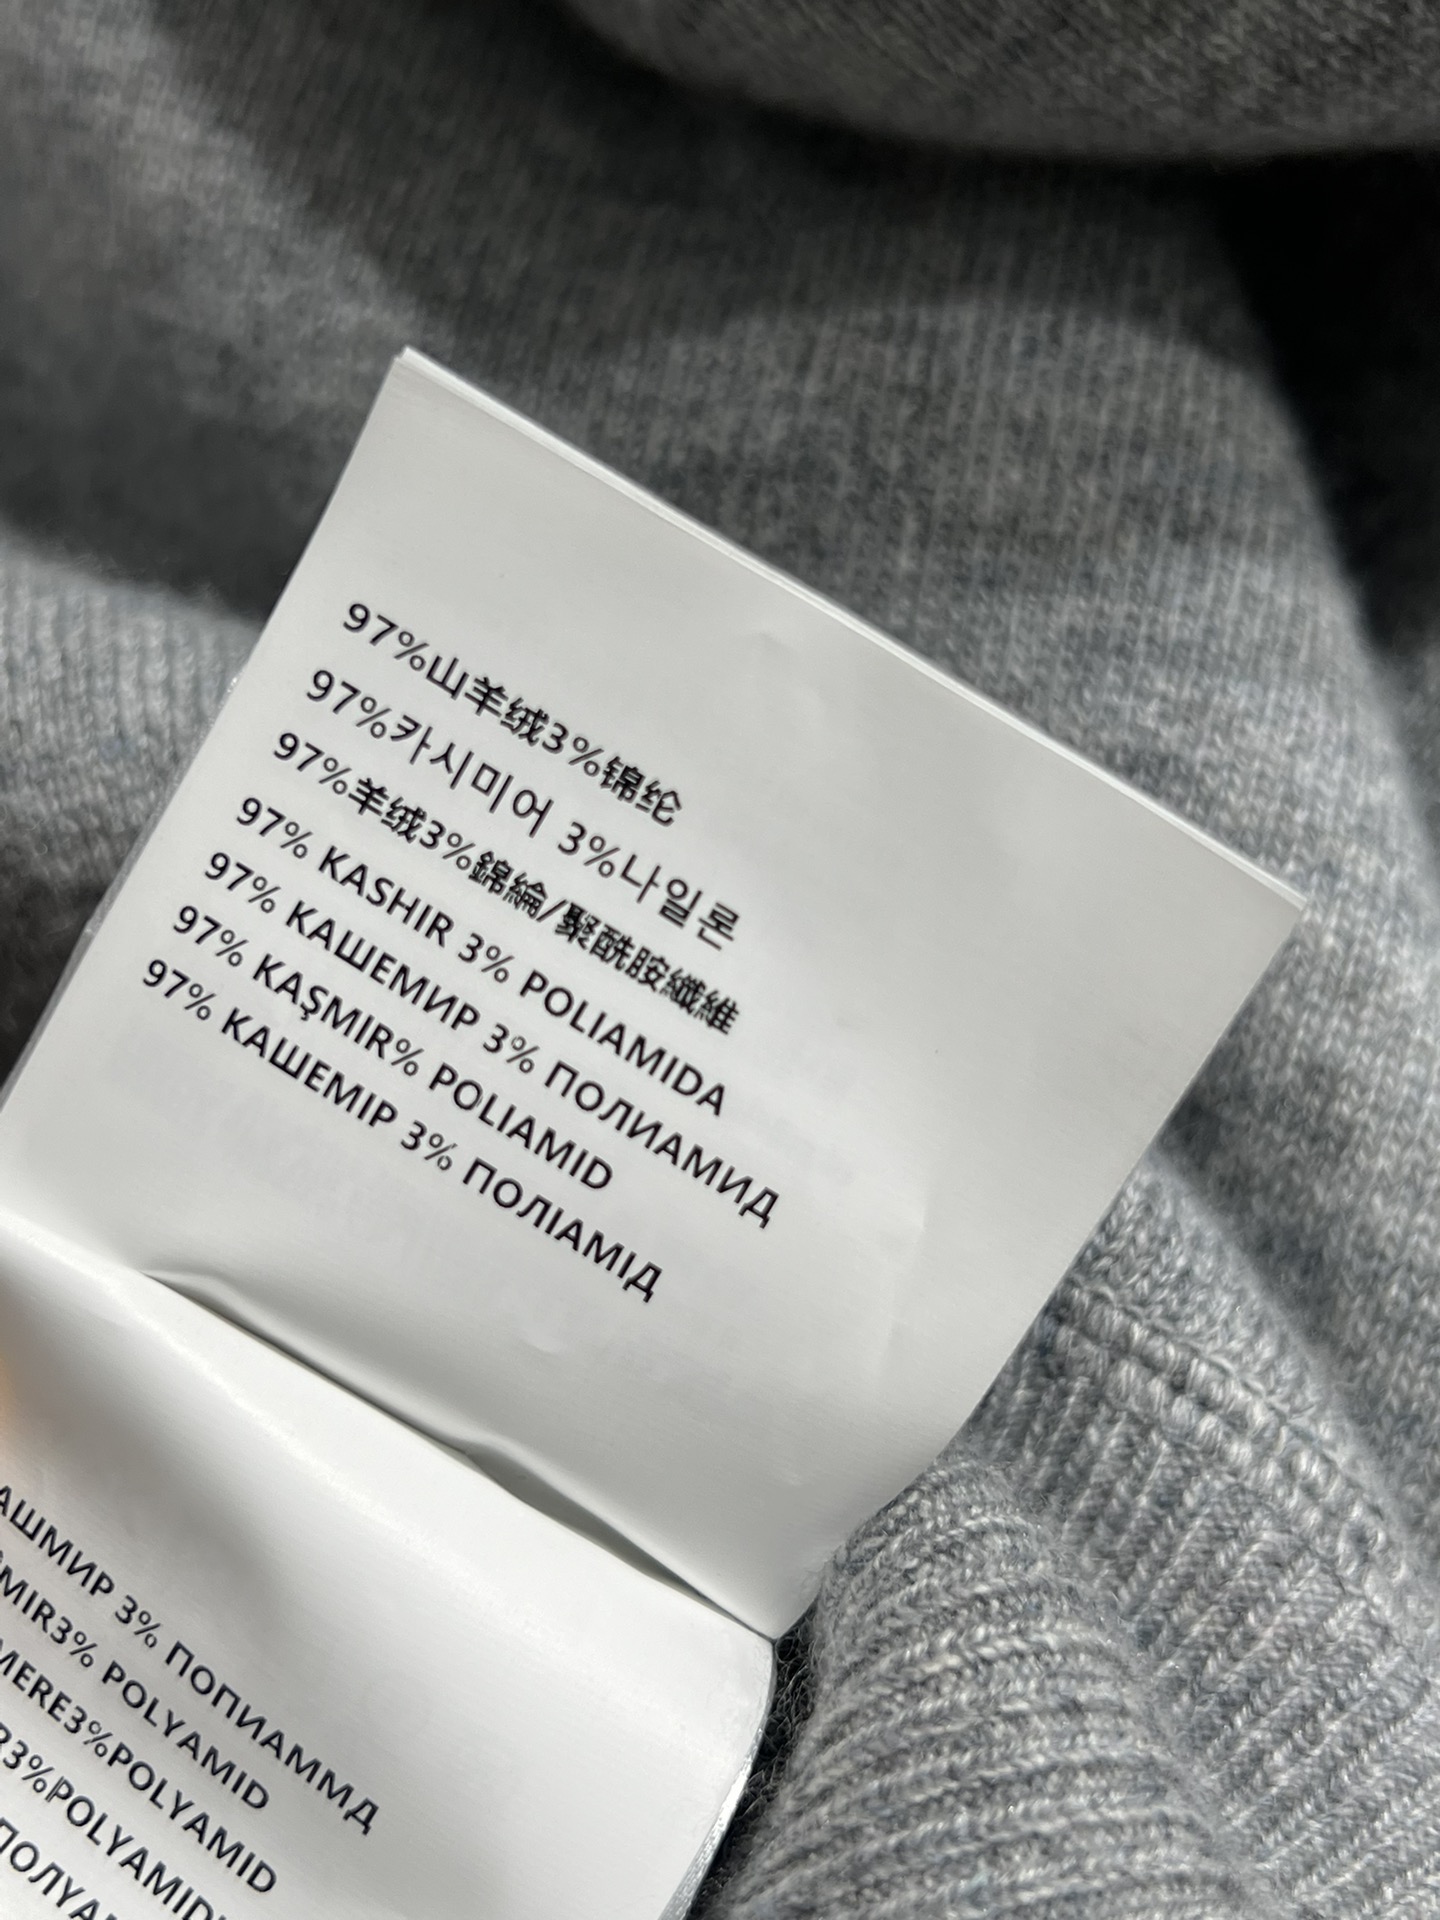 97%山羊绒3%锦纶
97%카시미어 3%나일론
97%羊绒3%錦綸/聚酰胺纖維
97% KASHIR 3% POLIAMIDA
97% КАШЕМИР 3% ПОЛИАМИД
97% KAŞMIR% POLIAMID
97% КАШЕМІР 3% ПОЛІАМІД
АШМИР 3% ПОПИАММД
MIR3% POLYAMID
MERE3%POLYAMID
R3%POLYAMID
ПОЛУА